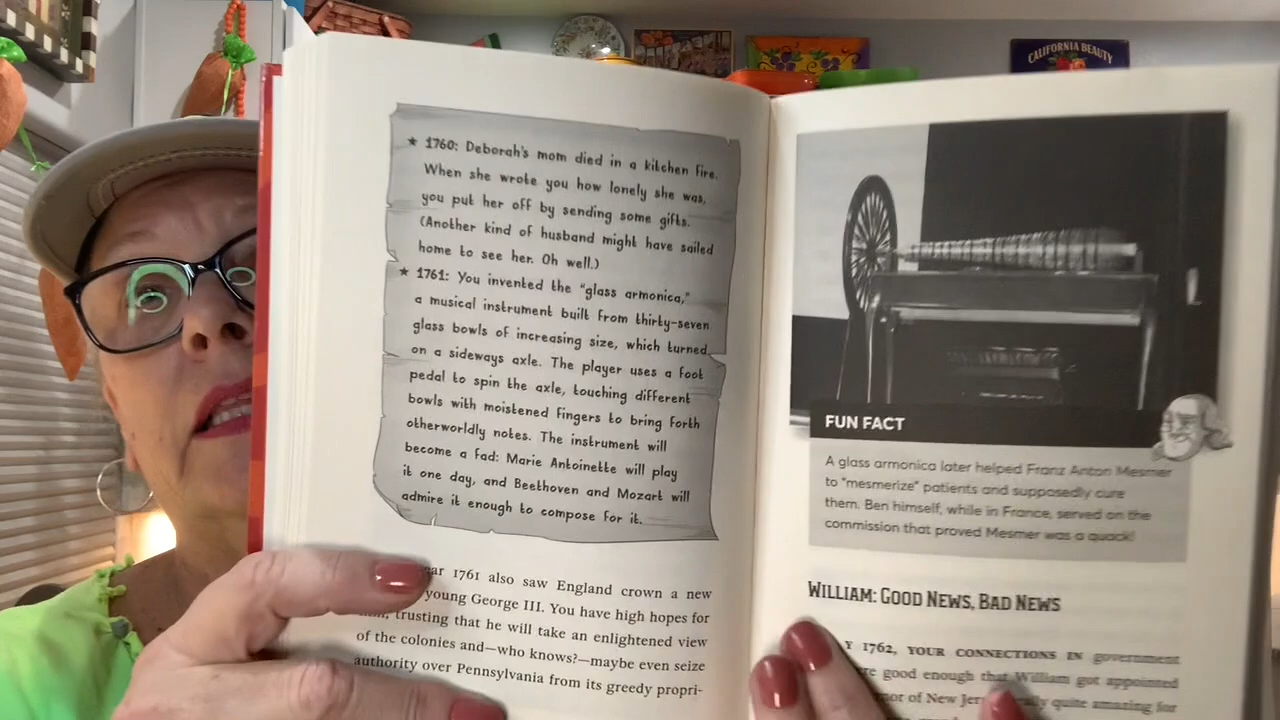 CALIFORNIA BEAUTY
★ 1760: Deborah's mom died in a kitchen fire.
When she wrote you how lonely she was,
you put her off by sending some gifts.
(Another kind of husband might have sailed
home to see her. Oh well.)
★ 1761: You invented the "glass armonica,"
a musical instrument built from thirty-seven
glass bowls of increasing size, which turned
on a sideways axle. The player uses a foot
pedal to spin the axle, touching different
bowls with moistened fingers to bring forth
otherworldly notes. The instrument will
become a fad: Marie Antoinette will play
it one day, and Beethoven and Mozart will
admire it enough to compose for it.
1761 also saw England crown a new
young George III. You have high hopes for
trusting that he will take an enlightened view
of the colonies and—who knows?—maybe even seize
authority over Pennsylvania from its greedy propri-
FUN FACT
A glass armonica later helped Franz Anton Mesmer
to "mesmerize" patients and supposedly cure
them. Ben himself, while in France, served on the
commission that proved Mesmer was a quack!
WILLIAM: GOOD NEWS, BAD NEWS
1762, YOUR CONNECTIONS IN government
good enough that William got appointed
of New quite amazing for